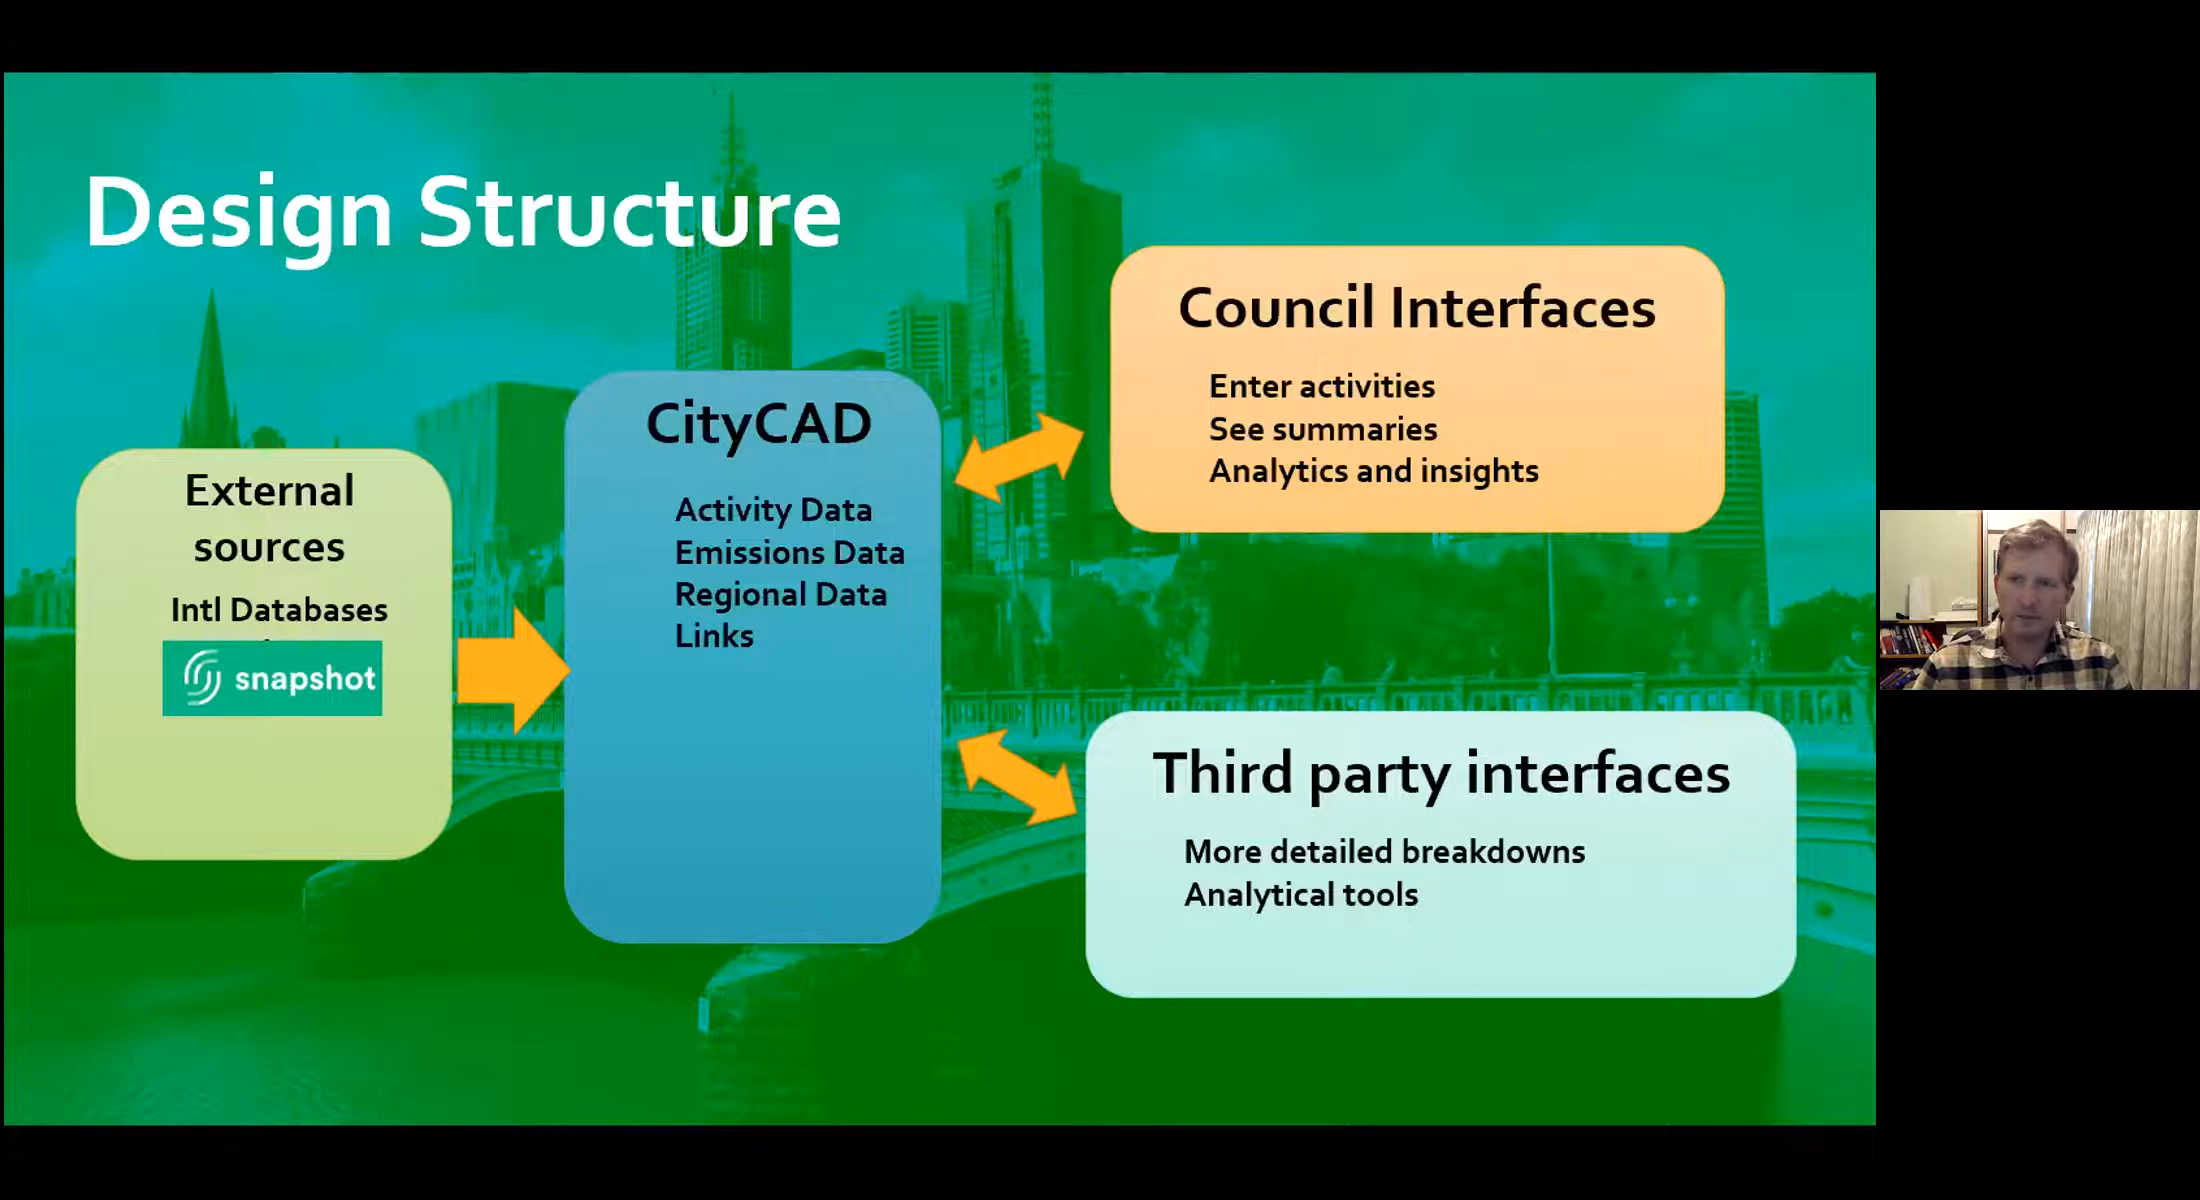 Design Structure
External
sources
Intl Databases
snapshot
CityCAD
Activity Data
Emissions Data
Regional Data
Links
Council Interfaces
Enter activities
See summaries
Analytics and insights
Third party interfaces
More detailed breakdowns
Analytical tools